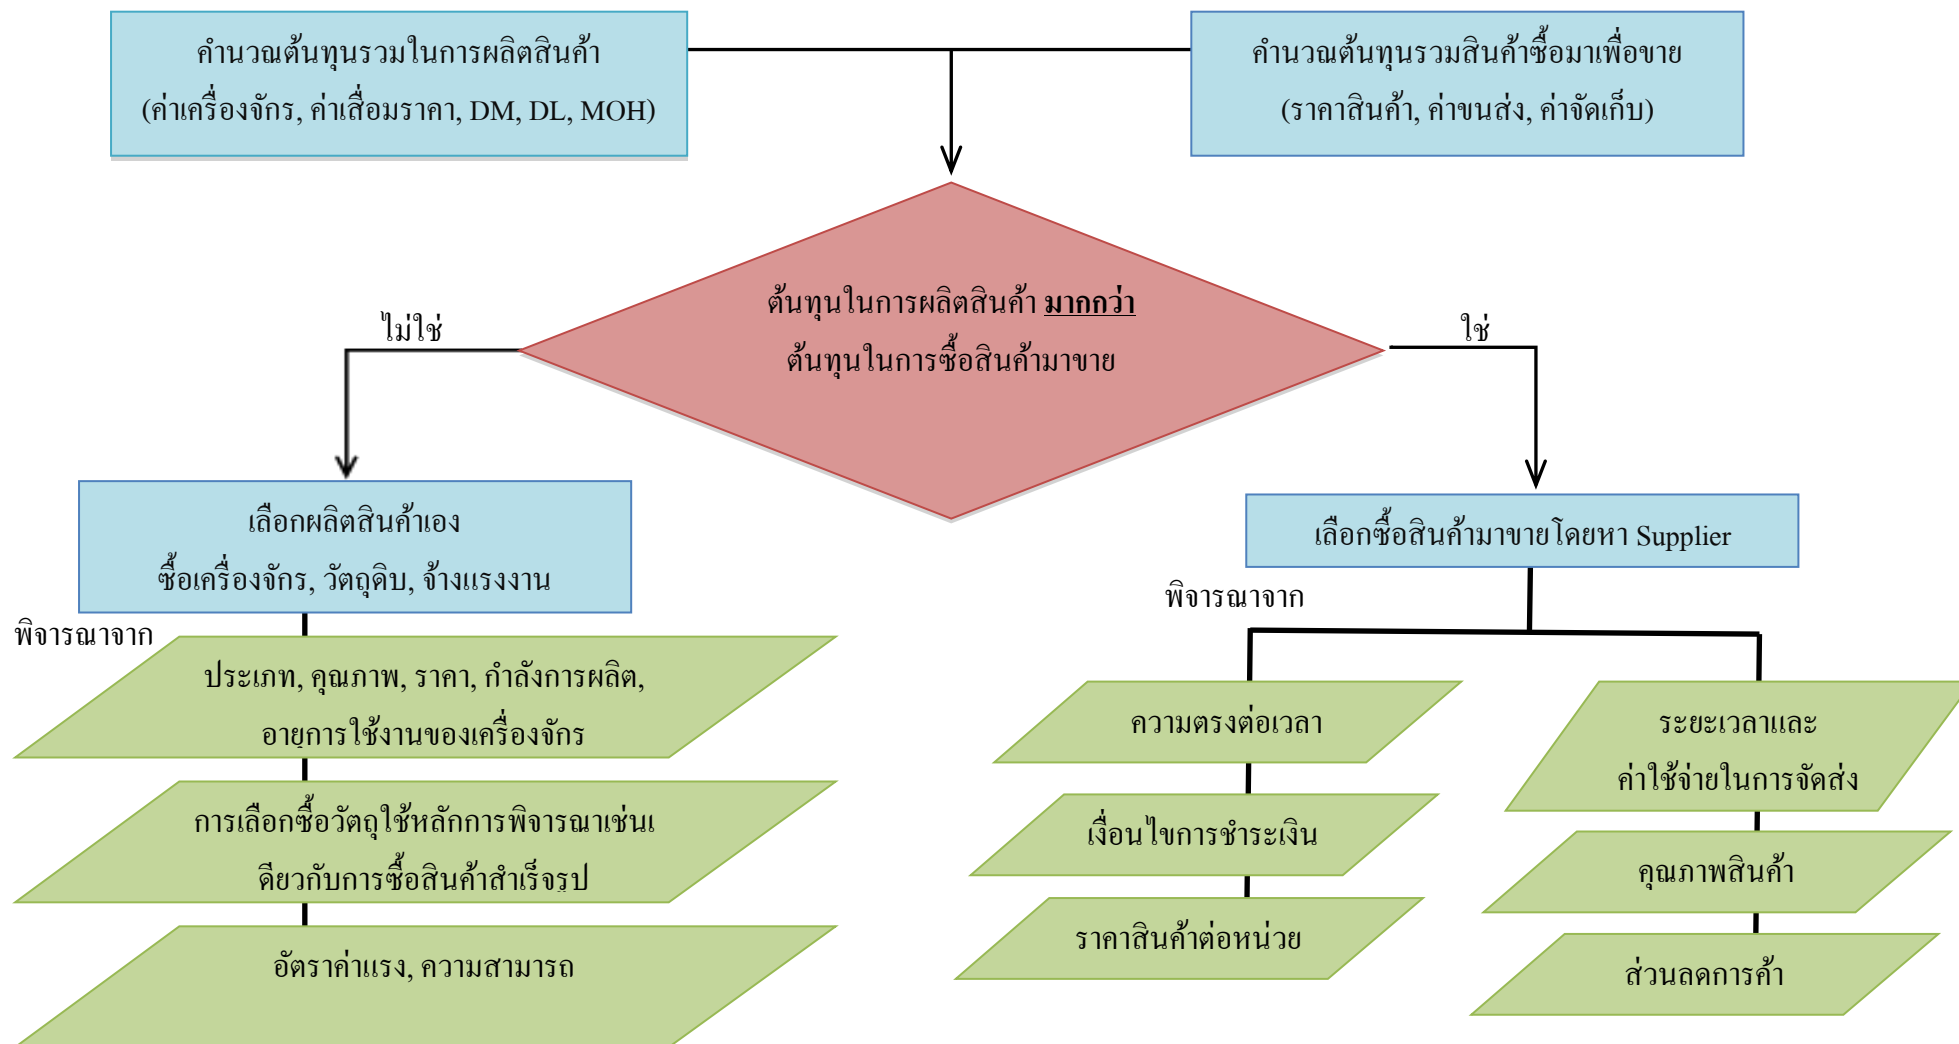 คำนวณต้นทุนรวมในการผลิตสินค้า
(ค่าเครื่องจักร, ค่าเสื่อมราคา, DM, DL, MOH)
คำนวณต้นทุนรวมสินค้าซื้อมาเพื่อขาย
(ราคาสินค้า, ค่าขนส่ง, ค่าจัดเก็บ)
ต้นทุนในการผลิตสินค้า มากกว่า
ต้นทุนในการซื้อสินค้ามาขาย
ไม่ใช่
ใช่
เลือกผลิตสินค้าเอง
ซื้อเครื่องจักร, วัตถุดิบ, จ้างแรงงาน
พิจารณาจาก
ประเภท, คุณภาพ, ราคา, กำลังการผลิต,
อายุการใช้งานของเครื่องจักร
การเลือกซื้อวัตถุใช้หลักการพิจารณาเช่นเ
ดียวกับการซื้อสินค้าสำเร็จรูป
อัตราค่าแรง, ความสามารถ
เลือกซื้อสินค้ามาขายโดยหา Supplier
พิจารณาจาก
ความตรงต่อเวลา
เงื่อนไขการชำระเงิน
ราคาสินค้าต่อหน่วย
ระยะเวลาและ
ค่าใช้จ่ายในการจัดส่ง
คุณภาพสินค้า
ส่วนลดการค้า